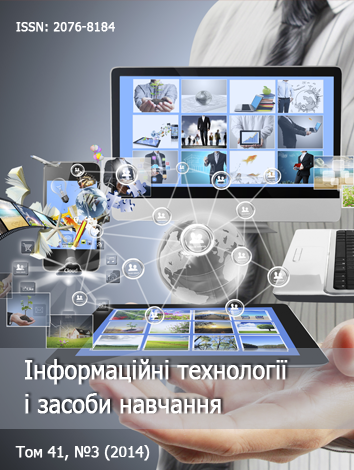 ISSN: 2076-8184
Інформаційні технології
і засоби навчання
Том 41, №3 (2014)